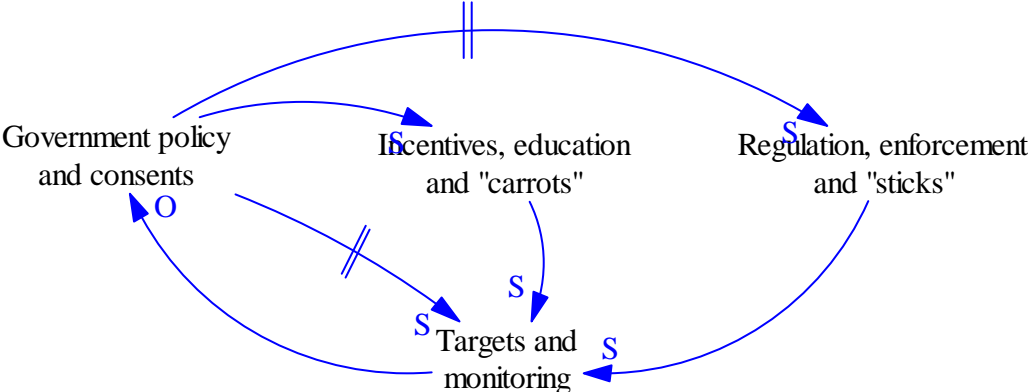 Government policy
and consents
O
S
Incentives, education
and "carrots"
S
Regulation, enforcement
and "sticks"
S
S
S
Targets and
monitoring